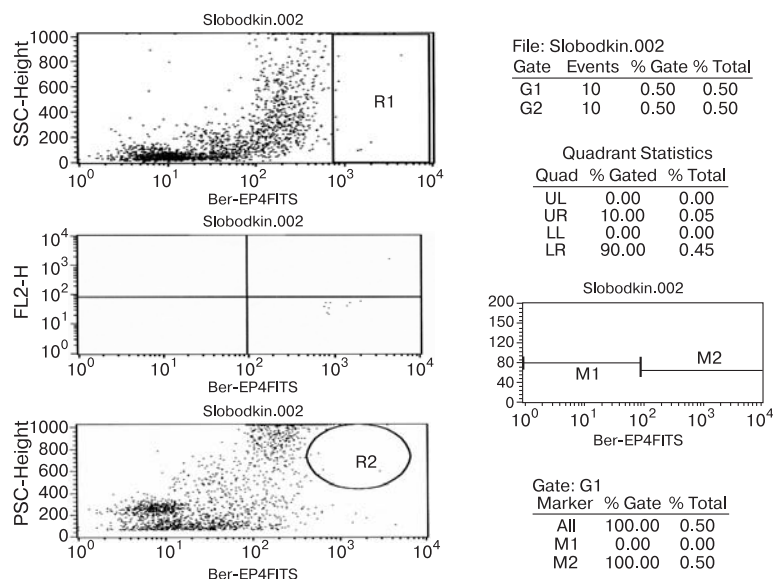 Slobodkin.002
SSC-Height
1000
800
600
400
200
0
R1
10^0 10^1 10^2 10^3 10^4
Ber-EP4FITS
Slobodkin.002
FL2-H
10^4
10^3
10^2
10^1
10^0
10^0 10^1 10^2 10^3 10^4
Ber-EP4FITS
Slobodkin.002
PSC-Height
1000
800
600
400
200
0
R2
10^0 10^1 10^2 10^3 10^4
Ber-EP4FITS
File: Slobodkin.002
Gate Events % Gate % Total
G1 10 0.50 0.50
G2 10 0.50 0.50
Quadrant Statistics
Quad % Gated % Total
UL 0.00 0.00
UR 10.00 0.05
LL 0.00 0.00
LR 90.00 0.45
Slobodkin.002
200
160
120
80
40
0
M1 M2
10^0 10^1 10^2 10^3 10^4
Ber-EP4FITS
Gate: G1
Marker % Gate % Total
All 100.00 0.50
M1 0.00 0.00
M2 100.00 0.50